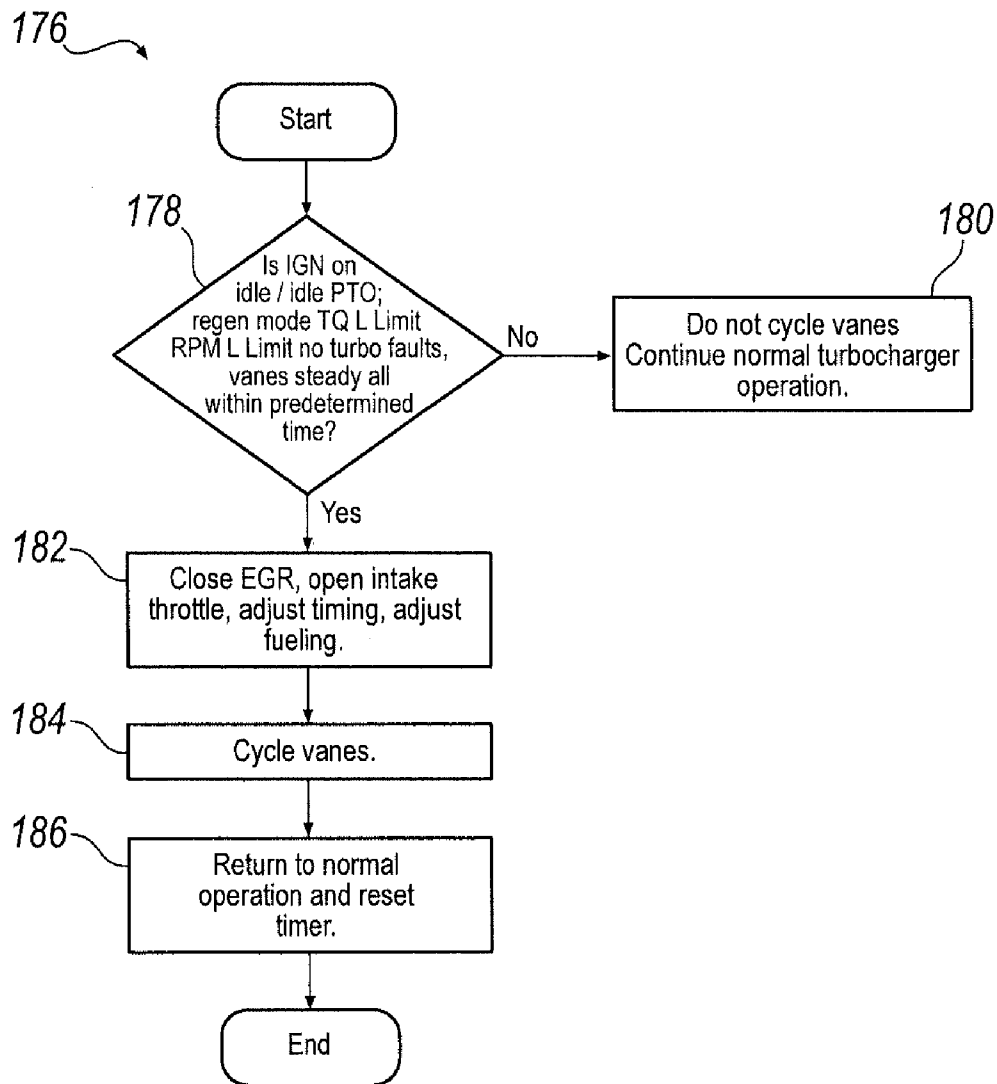 176
Start
178
Is IGN on
idle / idle PTO;
regen mode TQ L Limit
RPM L Limit no turbo faults,
vanes steady all
within predetermined
time?
No
180
Do not cycle vanes
Continue normal turbocharger
operation.
Yes
182
Close EGR, open intake
throttle, adjust timing, adjust
fueling.
184
Cycle vanes.
186
Return to normal
operation and reset
timer.
End